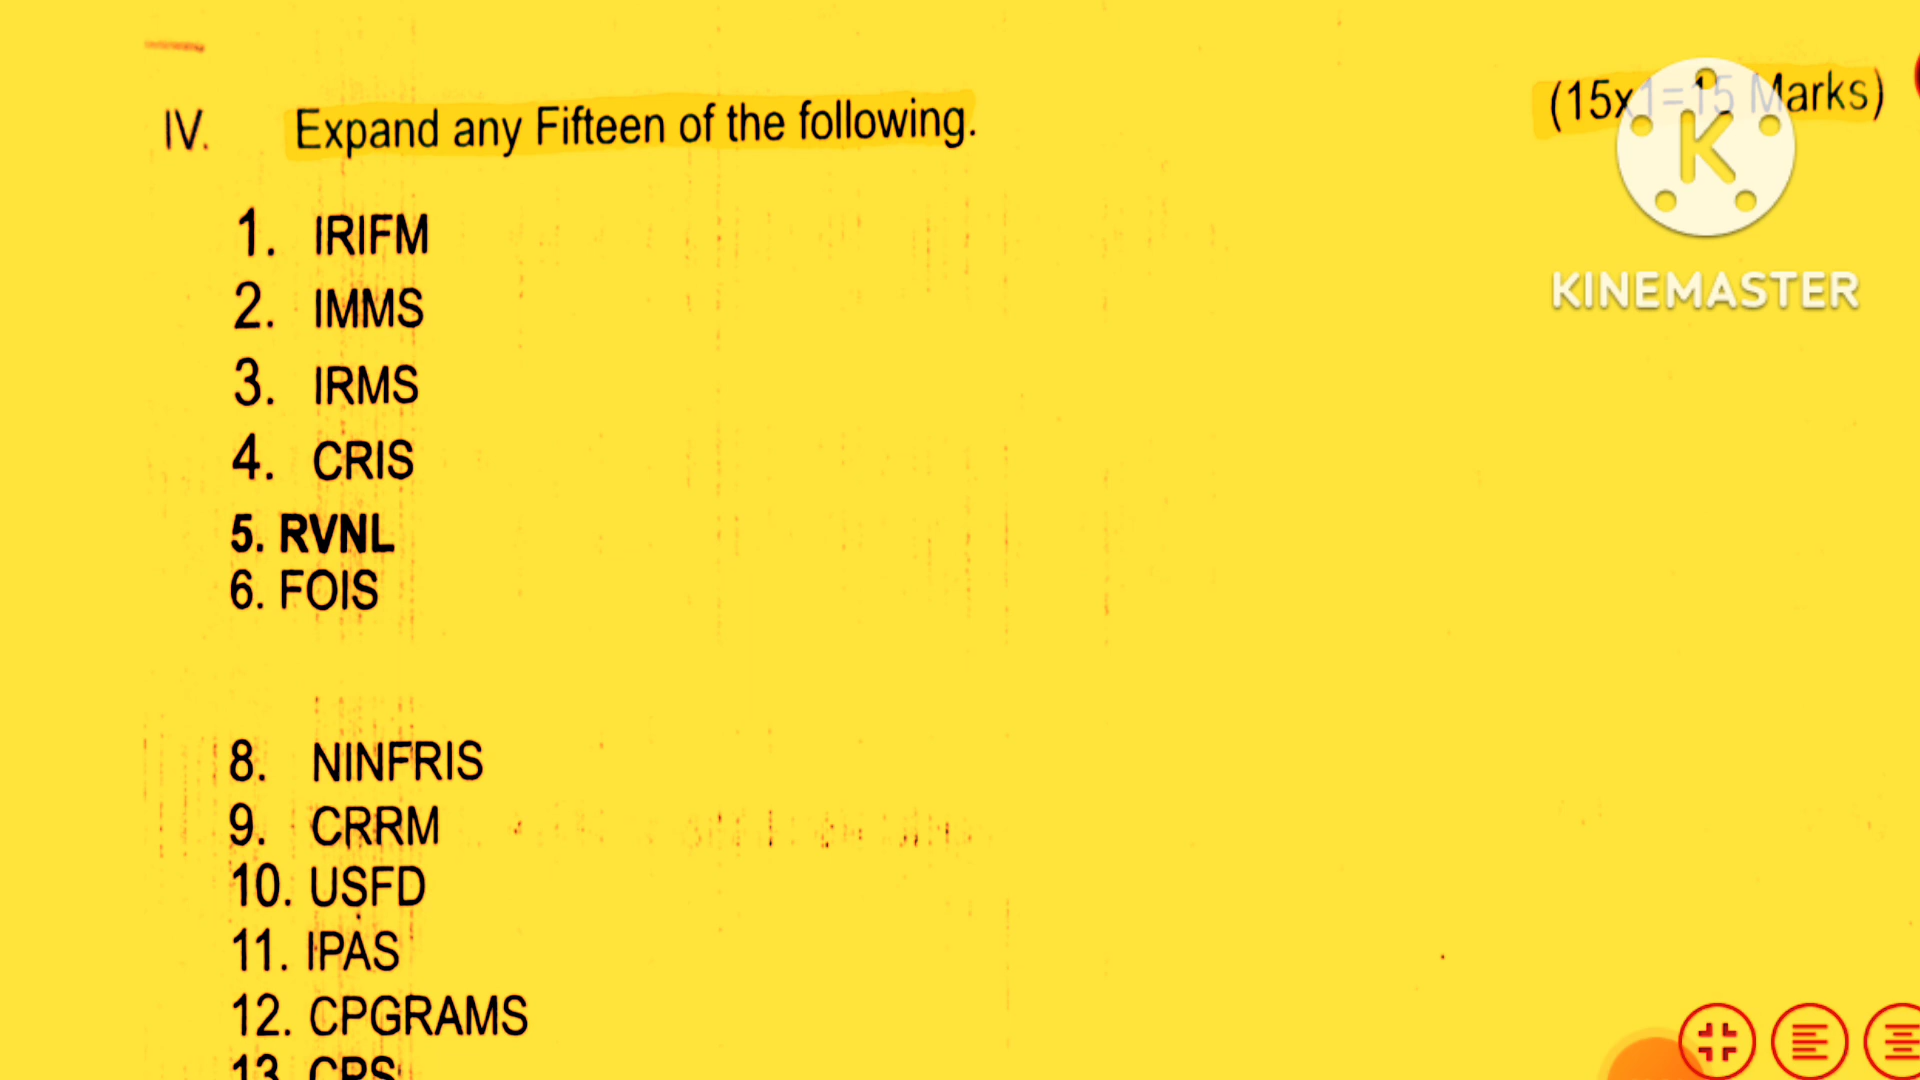 IV. Expand any Fifteen of the following. (15x1=15 Marks)
1. IRIFM
2. IMMS
3. IRMS
4. CRIS
5. RVNL
6. FOIS
8. NINFRIS
9. CRRM
10. USFD
11. IPAS
12. CPGRAMS
KINEMASTER